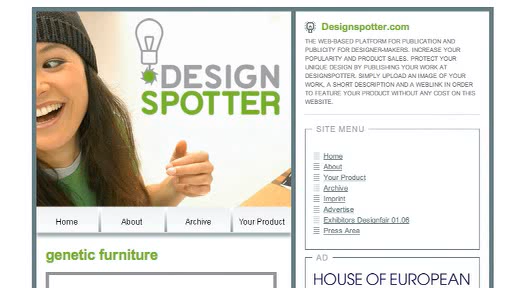 DESIGN
SPOTTER
Home
About
Archive
Your Product
genetic furniture
Designspotter.com
THE WEB-BASED PLATFORM FOR PUBLICATION AND
PUBLICITY FOR DESIGNER-MAKERS. INCREASE YOUR
POPULARITY AND PRODUCT SALES. PROTECT YOUR
UNIQUE DESIGN BY PUBLISHING YOUR WORK AT
DESIGNSPOTTER. SIMPLY UPLOAD AN IMAGE OF YOUR
WORK, A SHORT DESCRIPTION AND A WEBLINK IN ORDER
TO FEATURE YOUR PRODUCT WITHOUT ANY COST ON THIS
WEBSITE.
SITE MENU
Home
About
Your Product
Archive
Imprint
Advertise
Exhibitors Designfair 01.06
Press Area
AD
HOUSE OF EUROPEAN